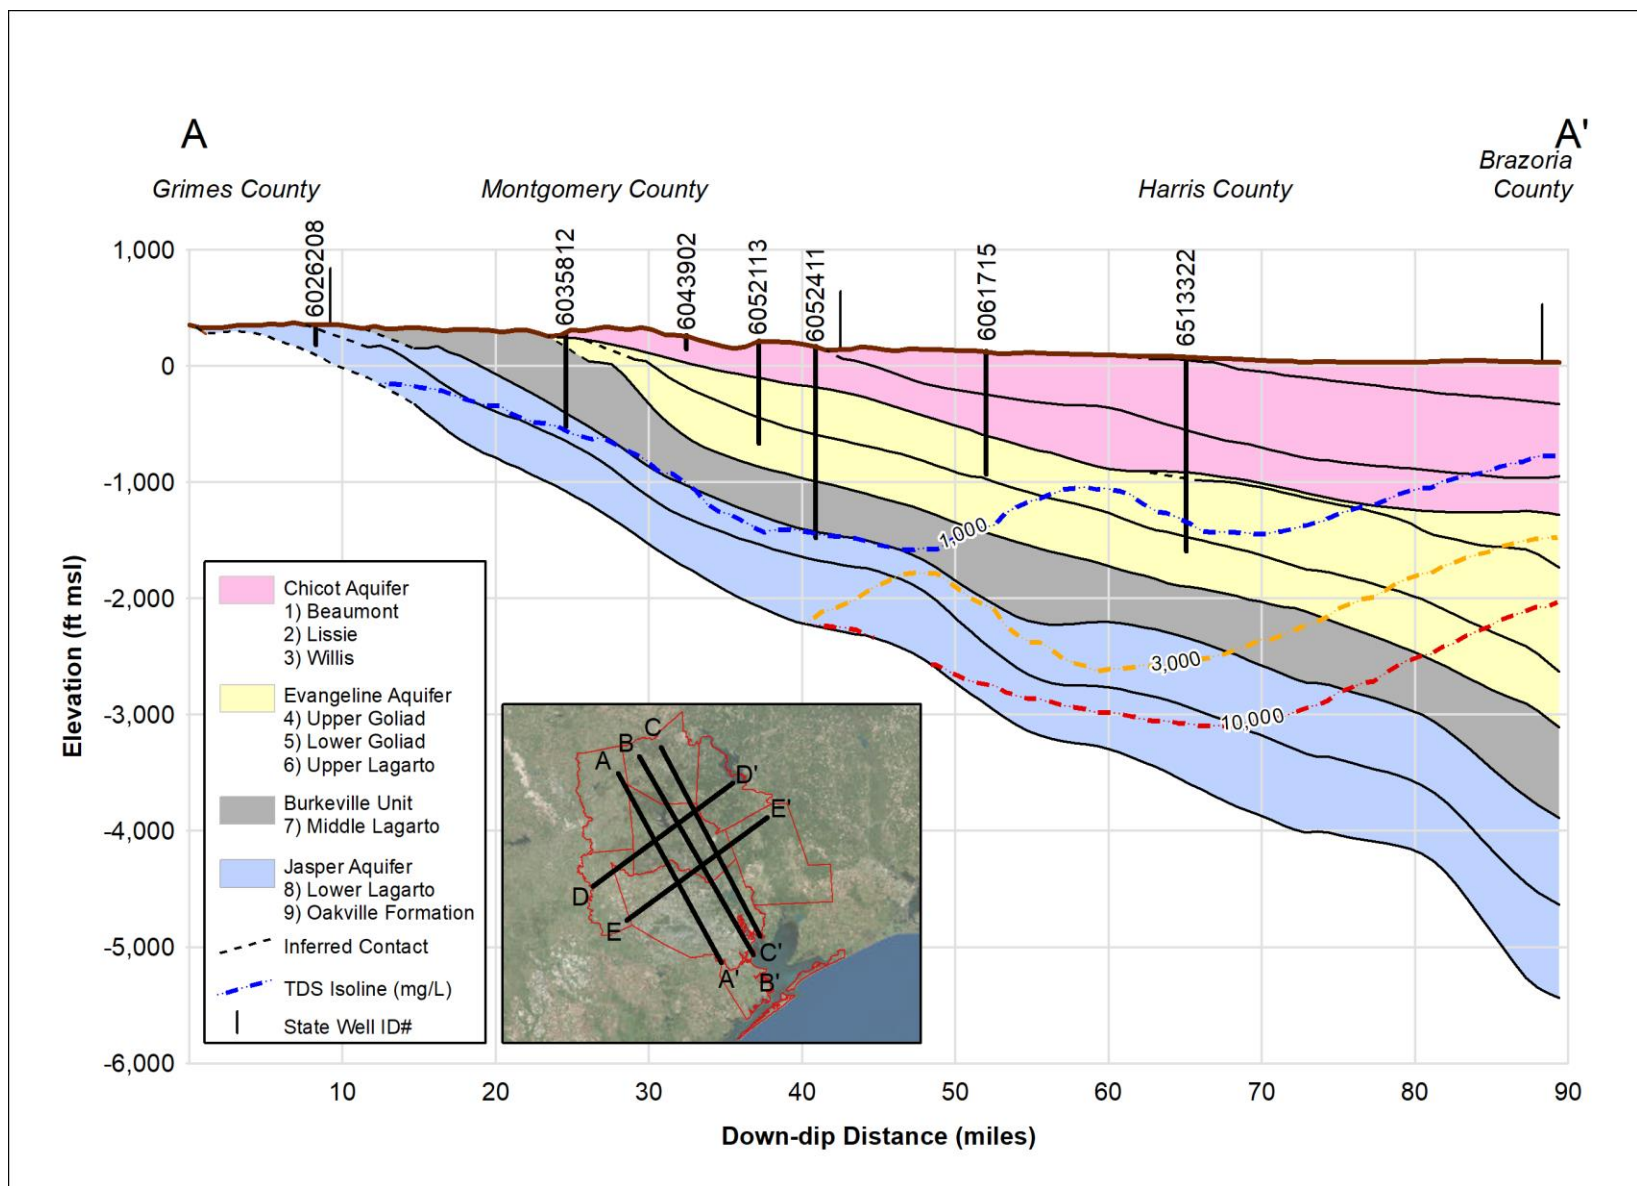 A
A'
Grimes County
Montgomery County
Harris County
Brazoria
County
6026208
6035812
6043902
6052113
6052411
6061715
6513322
1,000
0
-1,000
-2,000
-3,000
-4,000
-5,000
-6,000
Elevation (ft msl)
1,000
3,000
10,000
Chicot Aquifer
1) Beaumont
2) Lissie
3) Willis
Evangeline Aquifer
4) Upper Goliad
5) Lower Goliad
6) Upper Lagarto
Burkeville Unit
7) Middle Lagarto
Jasper Aquifer
8) Lower Lagarto
9) Oakville Formation
Inferred Contact
TDS Isoline (mg/L)
State Well ID#
C
B
A
D'
E'
D
E
C'
A'
B'
10 20 30 40 50 60 70 80 90
Down-dip Distance (miles)